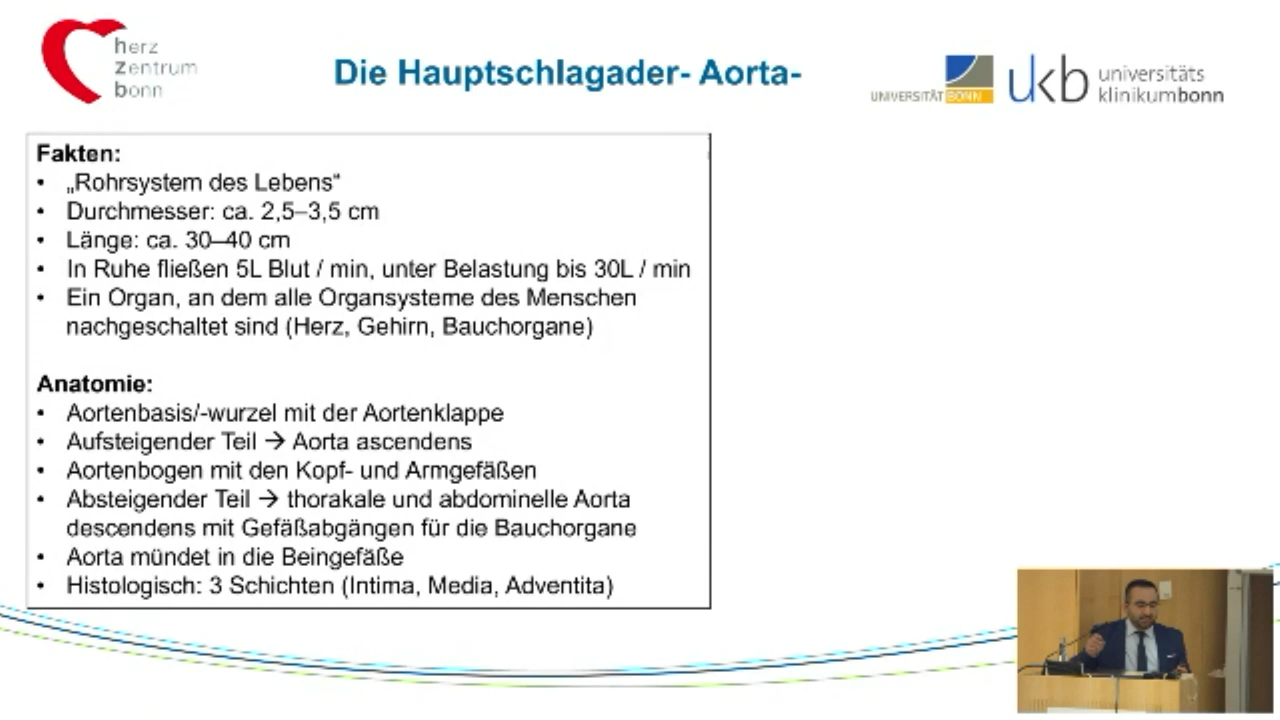 herz
zentrum
bonn
Die Hauptschlagader- Aorta-
UNIVERSITÄT BONN
ukb universitäts
klinikumbonn
Fakten:
• „Rohrsystem des Lebens“
• Durchmesser: ca. 2,5–3,5 cm
• Länge: ca. 30–40 cm
• In Ruhe fließen 5L Blut / min, unter Belastung bis 30L / min
• Ein Organ, an dem alle Organsysteme des Menschen
nachgeschaltet sind (Herz, Gehirn, Bauchorgane)
Anatomie:
• Aortenbasis/-wurzel mit der Aortenklappe
• Aufsteigender Teil → Aorta ascendens
• Aortenbogen mit den Kopf- und Armgefäßen
• Absteigender Teil → thorakale und abdominelle Aorta
descendens mit Gefäßabgängen für die Bauchorgane
• Aorta mündet in die Beingefäße
• Histologisch: 3 Schichten (Intima, Media, Adventita)